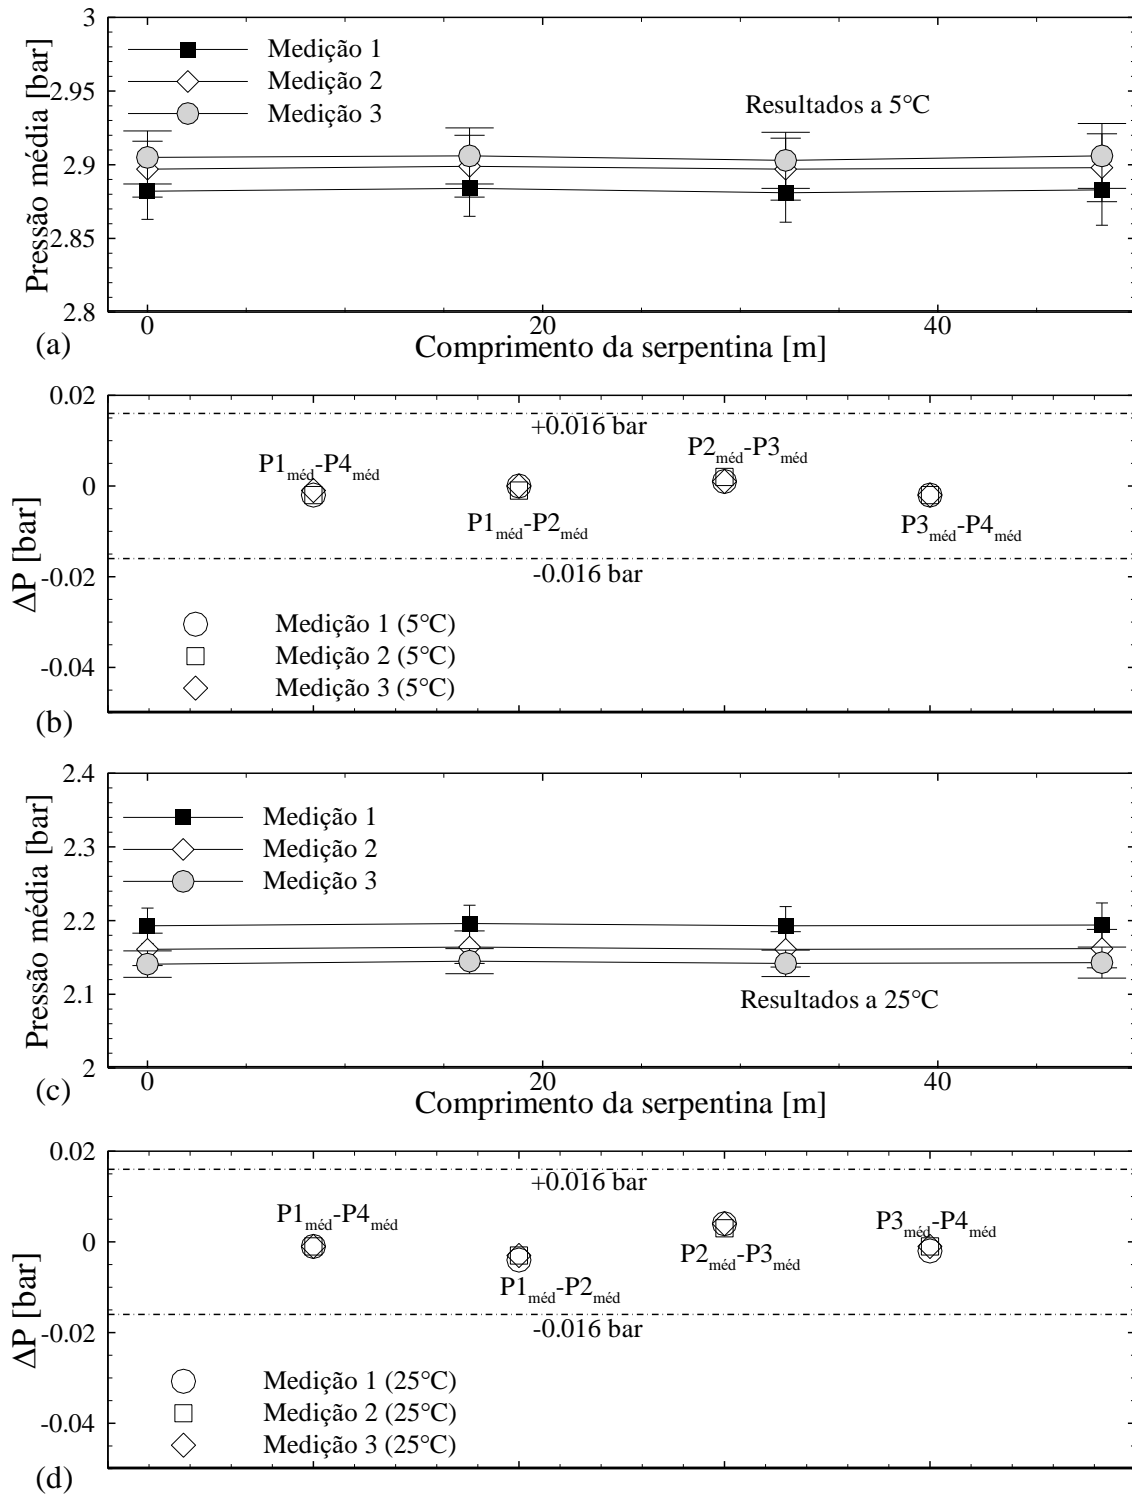 3
2.95
2.9
2.85
2.8
Pressão média [bar]
Medição 1
Medição 2
Medição 3
Resultados a 5°C
0 20 40
Comprimento da serpentina [m]
(a)
0.02
0
-0.02
-0.04
ΔP [bar]
+0.016 bar
P1méd-P4méd
P2méd-P3méd
P1méd-P2méd
P3méd-P4méd
-0.016 bar
Medição 1 (5°C)
Medição 2 (5°C)
Medição 3 (5°C)
(b)
2.4
2.3
2.2
2.1
2
Pressão média [bar]
Medição 1
Medição 2
Medição 3
Resultados a 25°C
0 20 40
Comprimento da serpentina [m]
(c)
0.02
0
-0.02
-0.04
ΔP [bar]
+0.016 bar
P1méd-P4méd
P3méd-P4méd
P2méd-P3méd
P1méd-P2méd
-0.016 bar
Medição 1 (25°C)
Medição 2 (25°C)
Medição 3 (25°C)
(d)